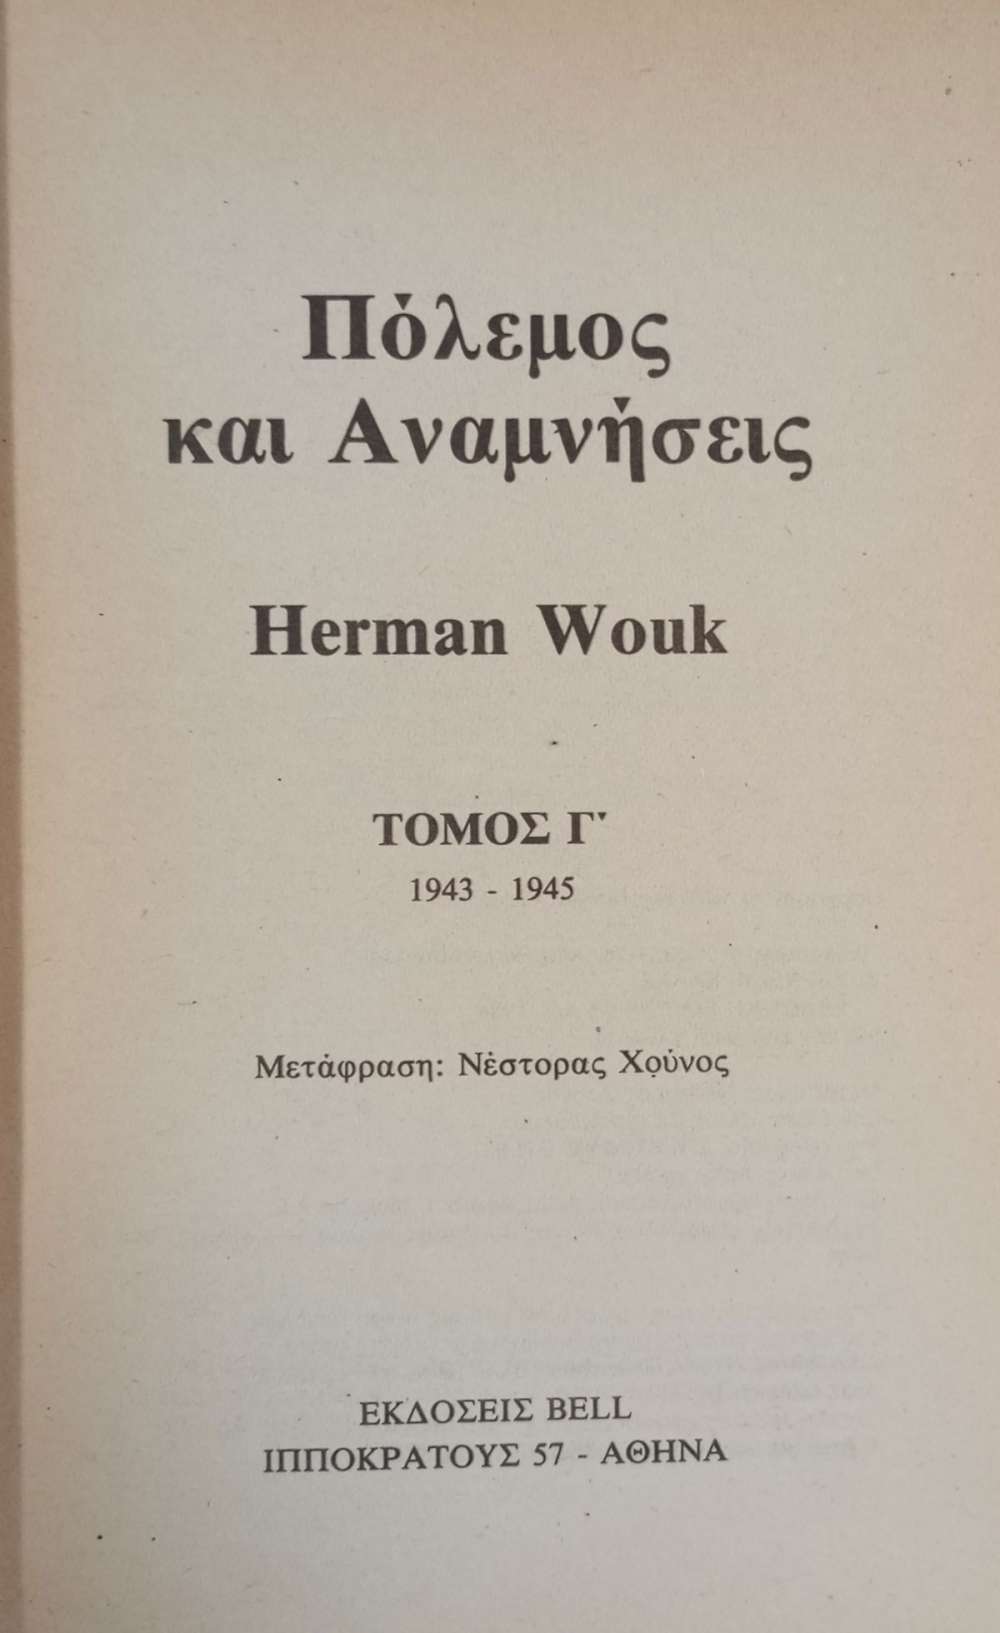 Πόλεμος
και Αναμνήσεις
Herman Wouk
ΤΟΜΟΣ Γ'
1943 - 1945
Μετάφραση: Νέστορας Χούνος
ΕΚΔΟΣΕΙΣ BELL
ΙΠΠΟΚΡΑΤΟΥΣ 57 - ΑΘΗΝΑ